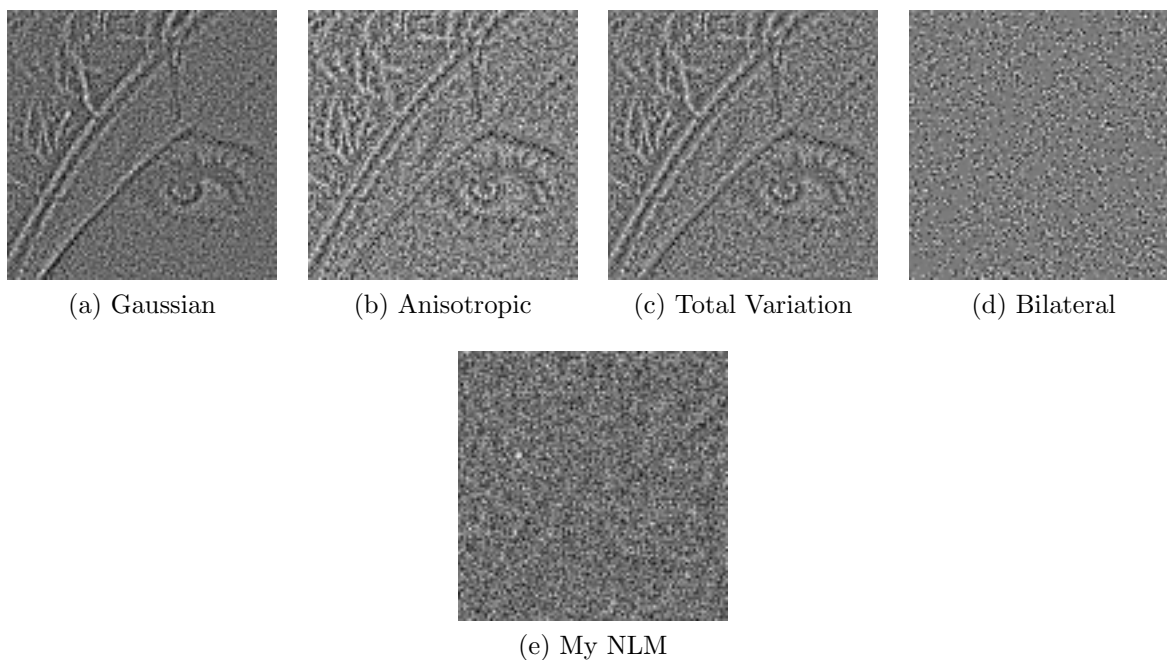 (a) Gaussian
(b) Anisotropic
(c) Total Variation
(d) Bilateral
(e) My NLM